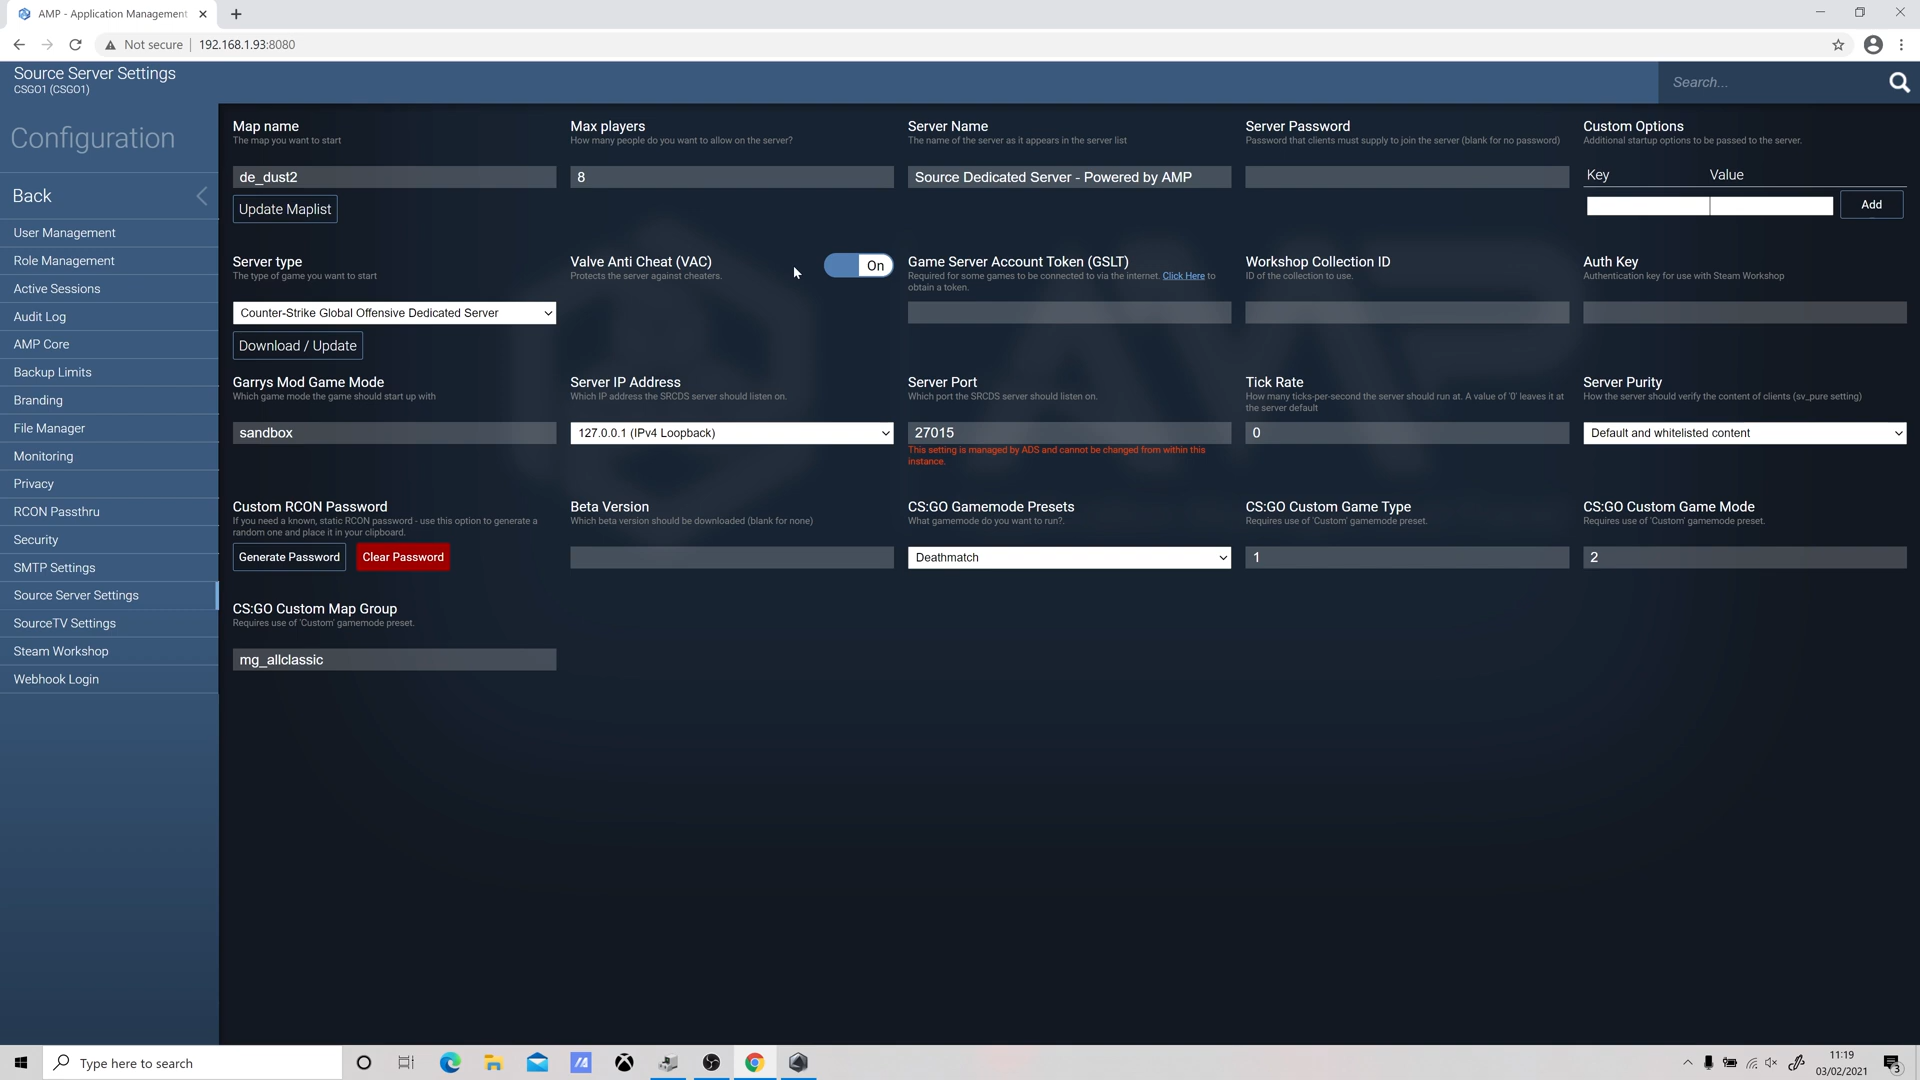 AMP - Application Management
Not secure
192.168.1.93:8080
Source Server Settings
CSGO1 (CSGO1)
Search...
Configuration
Back
User Management
Role Management
Active Sessions
Audit Log
AMP Core
Backup Limits
Branding
File Manager
Monitoring
Privacy
RCON Passthru
Security
SMTP Settings
Source Server Settings
SourceTV Settings
Steam Workshop
Webhook Login
Map name
The map you want to start
de_dust2
Update Maplist
Max players
How many people do you want to allow on the server?
8
Server Name
The name of the server as it appears in the server list
Source Dedicated Server - Powered by AMP
Server Password
Password that clients must supply to join the server (blank for no password)
Custom Options
Additional startup options to be passed to the server.
Key Value
Add
Server type
The type of game you want to start
Counter-Strike Global Offensive Dedicated Server
Download / Update
Valve Anti Cheat (VAC)
Protects the server against cheaters.
On
Game Server Account Token (GSLT)
Required for some games to be connected to via the internet. Click Here to
obtain a token.
Workshop Collection ID
ID of the collection to use.
Auth Key
Authentication key for use with Steam Workshop
Garrys Mod Game Mode
Which game mode the game should start up with
sandbox
Server IP Address
Which IP address the SRCDS server should listen on.
127.0.0.1 (IPv4 Loopback)
Server Port
Which port the SRCDS server should listen on.
27015
This setting is managed by ADS and cannot be changed from within this
instance.
Tick Rate
How many ticks-per-second the server should run at. A value of '0' leaves it at
the server default
0
Server Purity
How the server should verify the content of clients (sv_pure setting)
Default and whitelisted content
Custom RCON Password
If you need a known, static RCON password - use this option to generate a
random one and place it in your clipboard.
Generate Password
Clear Password
Beta Version
Which beta version should be downloaded (blank for none)
CS:GO Gamemode Presets
What gamemode do you want to run?.
Deathmatch
CS:GO Custom Game Type
Requires use of 'Custom' gamemode preset.
1
CS:GO Custom Game Mode
Requires use of 'Custom' gamemode preset.
2
CS:GO Custom Map Group
Requires use of 'Custom' gamemode preset.
mg_allclassic
AMP
Type here to search
11:19
03/02/2021
3